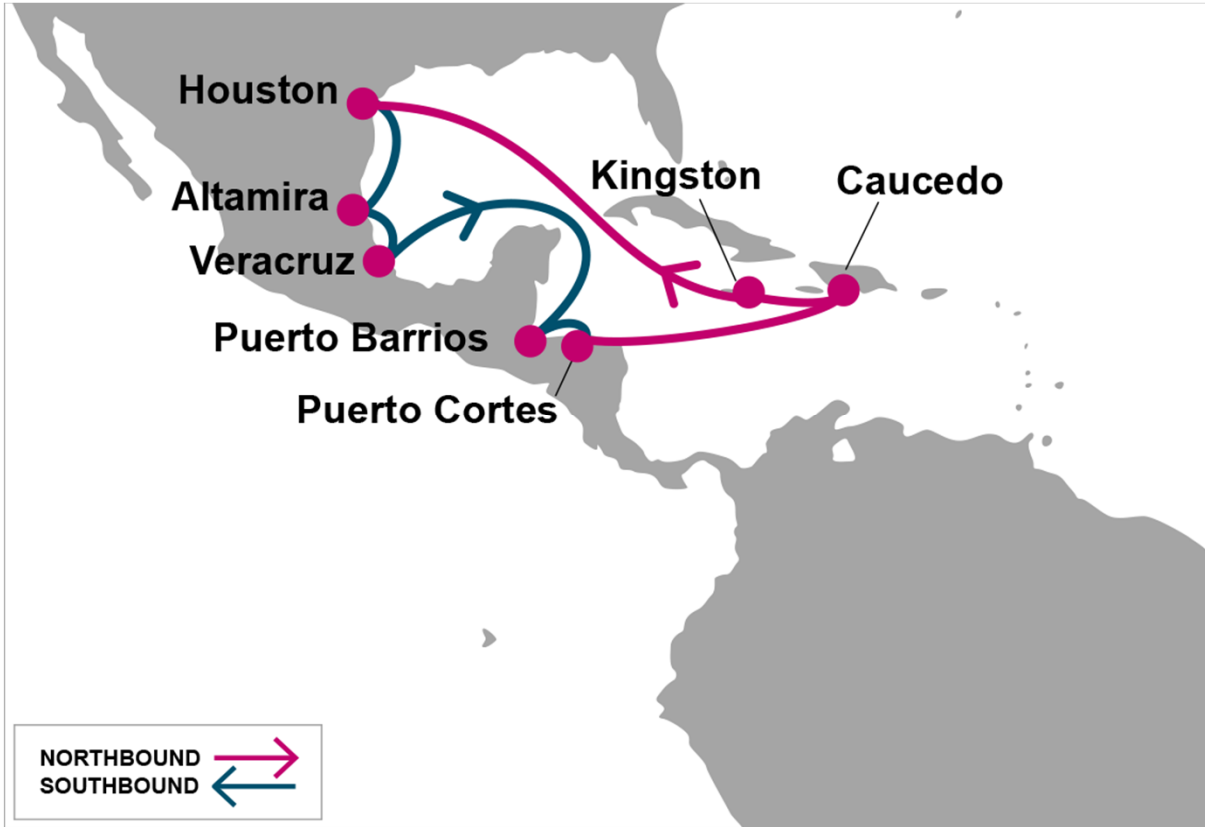 Houston
Kingston
Caucedo
Altamira
Veracruz
Puerto Barrios
Puerto Cortes
NORTHBOUND
SOUTHBOUND